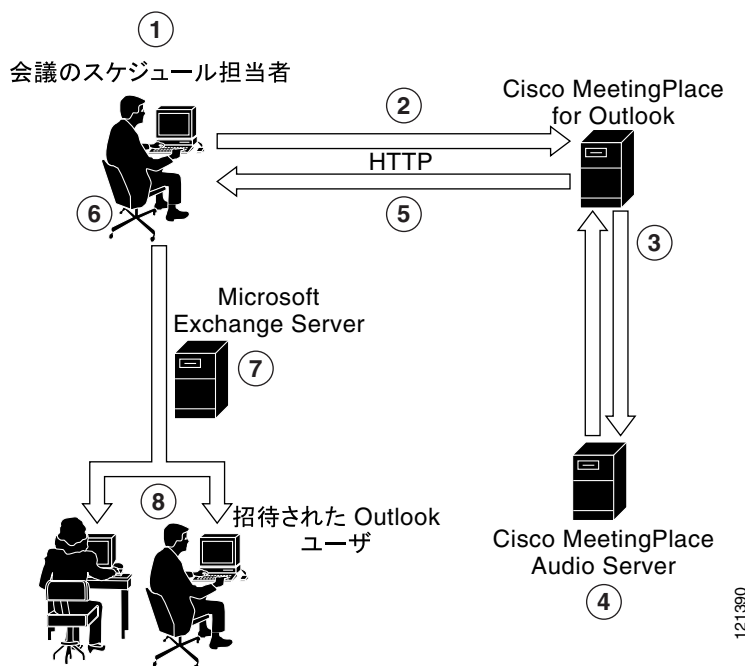 1
会議のスケジュール担当者
2
Cisco MeetingPlace
for Outlook
HTTP
5
6
3
Microsoft
Exchange Server
7
8
招待された Outlook
ユーザ
Cisco MeetingPlace
Audio Server
4
121390